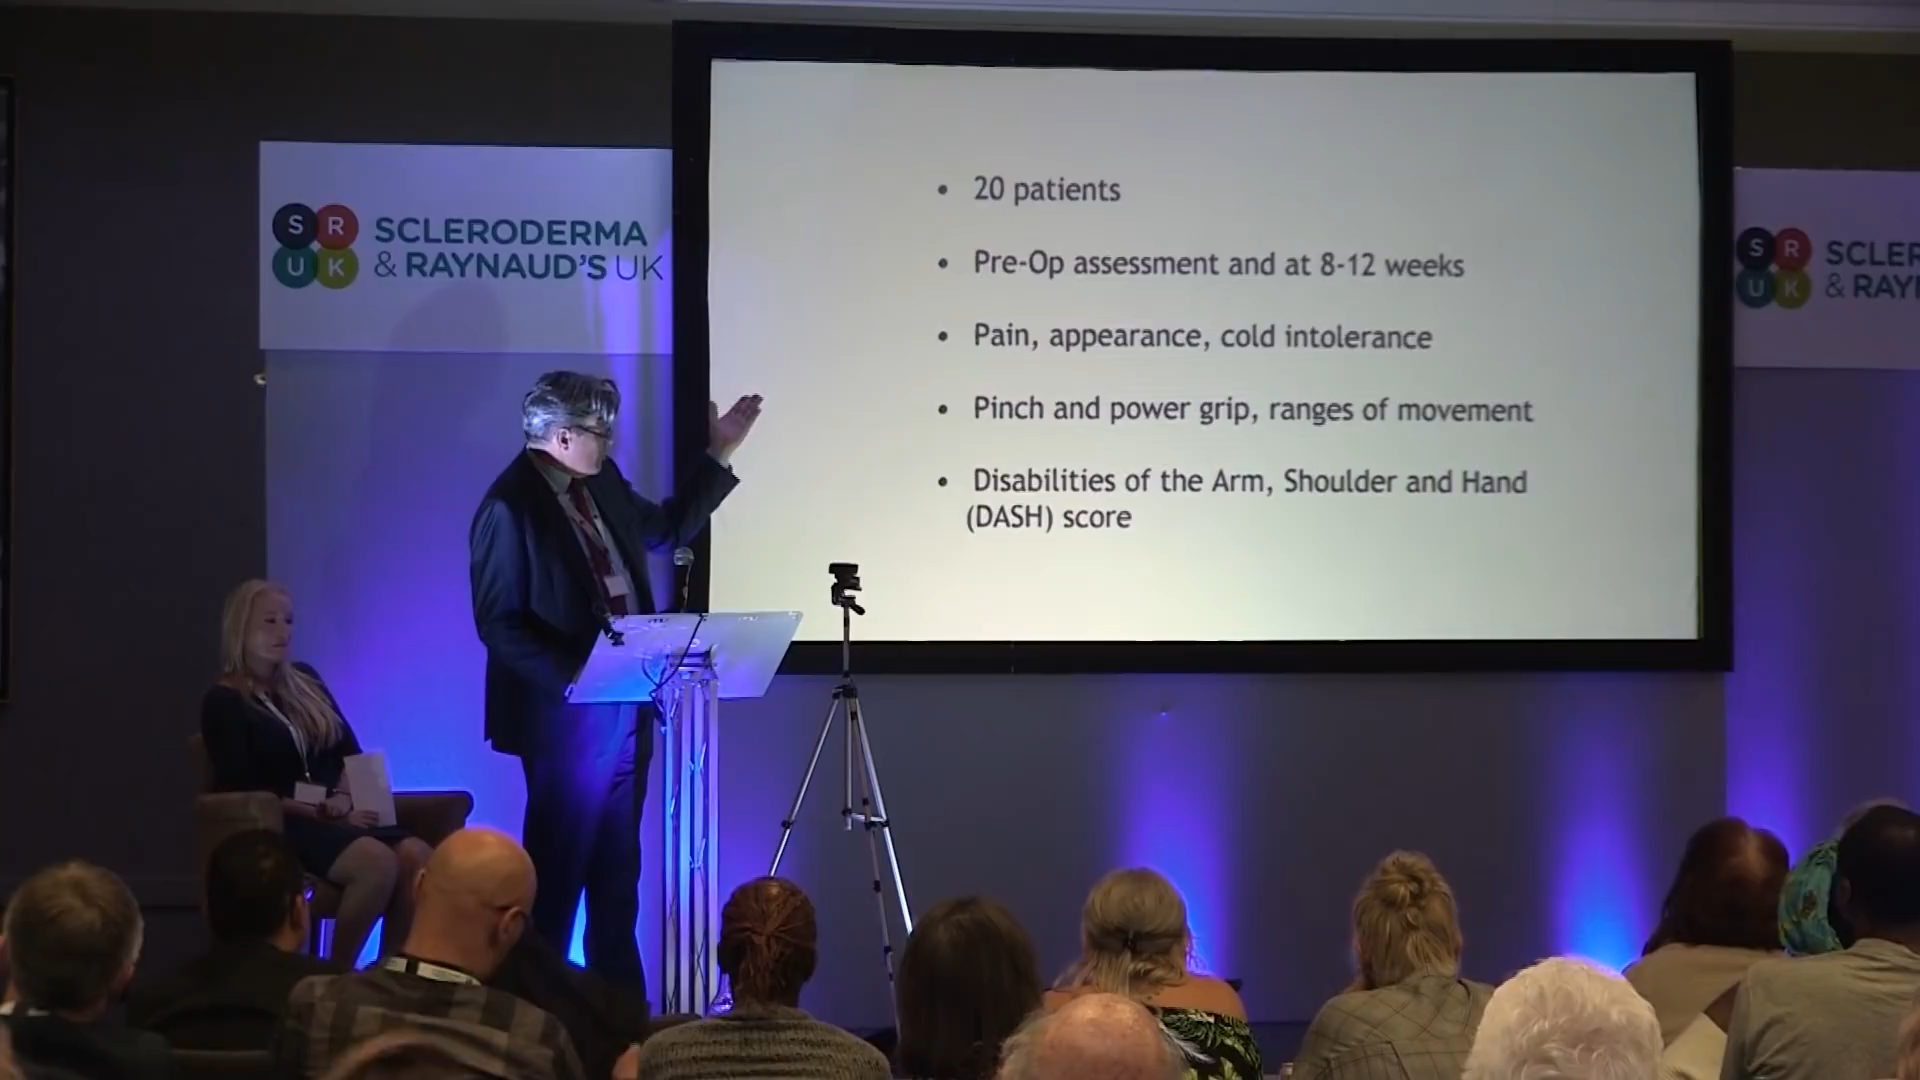 S R
U K
SCLERODERMA
& RAYNAUD'S UK
• 20 patients
• Pre-Op assessment and at 8-12 weeks
• Pain, appearance, cold intolerance
• Pinch and power grip, ranges of movement
• Disabilities of the Arm, Shoulder and Hand
(DASH) score
S R
U K
SCLER
& RAY